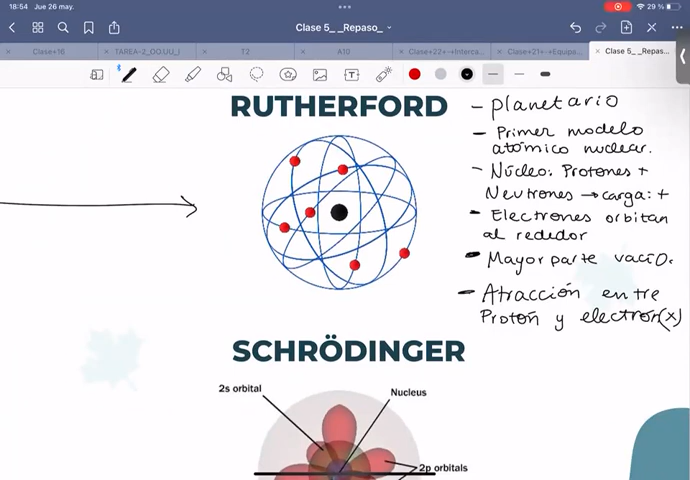 18:54 Jue 26 may.
29 %
Clase 5_ _Repaso_
Clase+16
TAREA-2_OO.UU_I
T2
A10
Clase+22+-+Interca...
Clase+21+-+Equipa...
Clase 5_ _Repas...
RUTHERFORD
- planetario
- Primer modelo
atómico nuclear.
- Núcleo: Protones +
Neutrones → carga: +
- Electrones orbitan
al rededor
- Mayor parte vacío.
- Atracción entre
Protón y electrón(x)
SCHRÖDINGER
2s orbital
Nucleus
2p orbitals